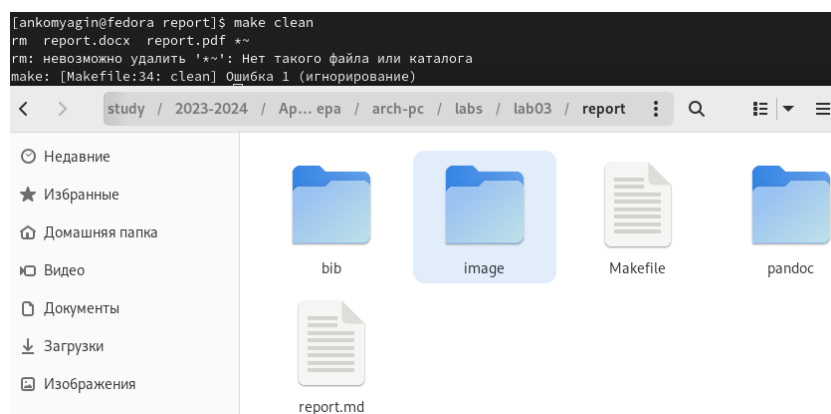 [ankomyagin@fedora report]$ make clean
rm  report.docx  report.pdf *~
rm: невозможно удалить '*~': Нет такого файла или каталога
make: [Makefile:34: clean] Ошибка 1 (игнорирование)
study / 2023-2024 / Ap... epa / arch-pc / labs / lab03 / report
Недавние
Избранные
Домашняя папка
Видео
Документы
Загрузки
Изображения
bib
image
Makefile
pandoc
report.md